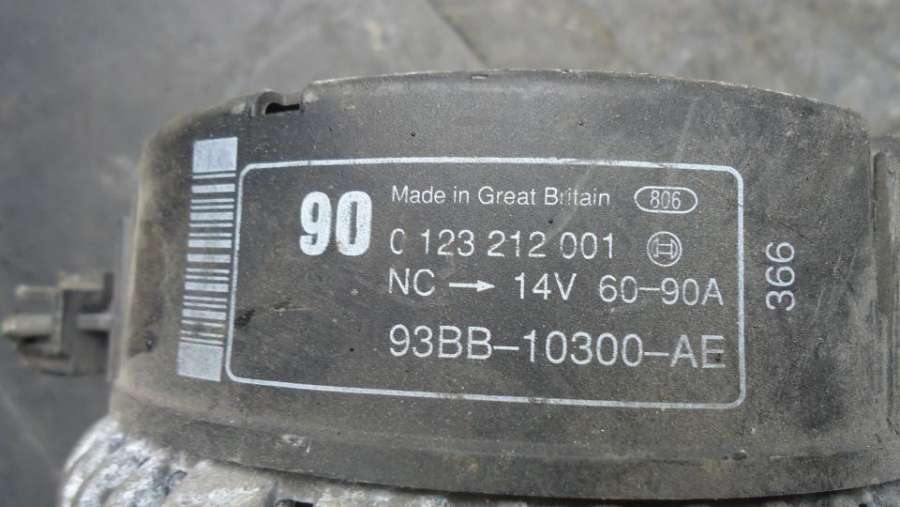 90
Made in Great Britain 806
0 123 212 001
NC → 14V 60-90A
93BB-10300-AE
366